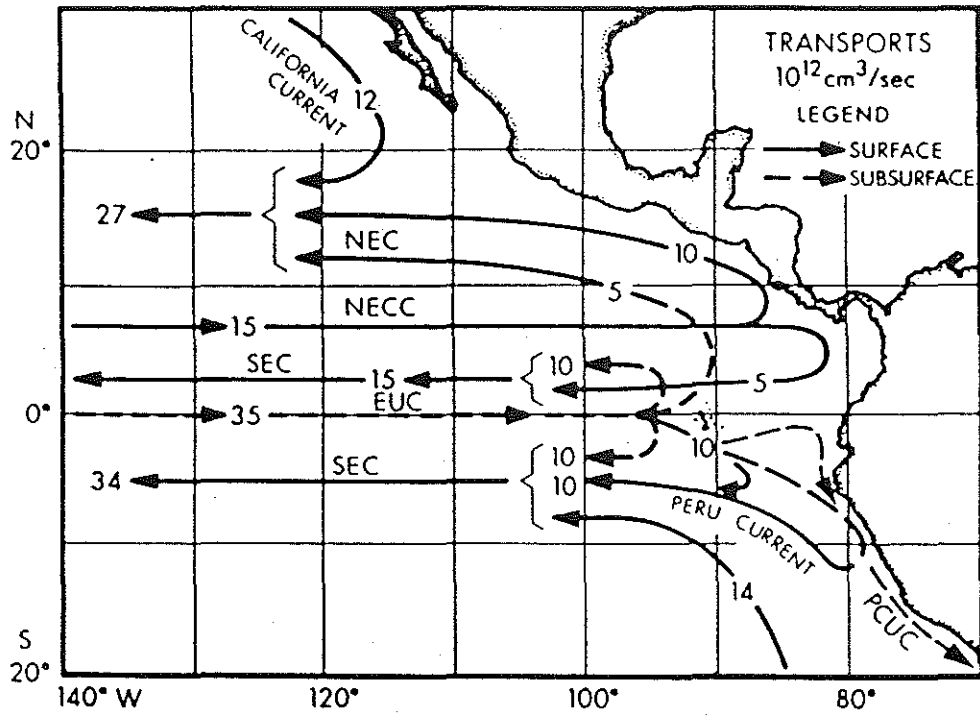 TRANSPORTS
10¹²cm³/sec
LEGEND
SURFACE
SUBSURFACE
CALIFORNIA
CURRENT
12
N
20°
27
NEC
10
5
NECC
15
SEC
15
10
5
EUC
0°
35
10
10
SEC
34
10
PERU CURRENT
14
PCUC
S
20°
140° W
120°
100°
80°